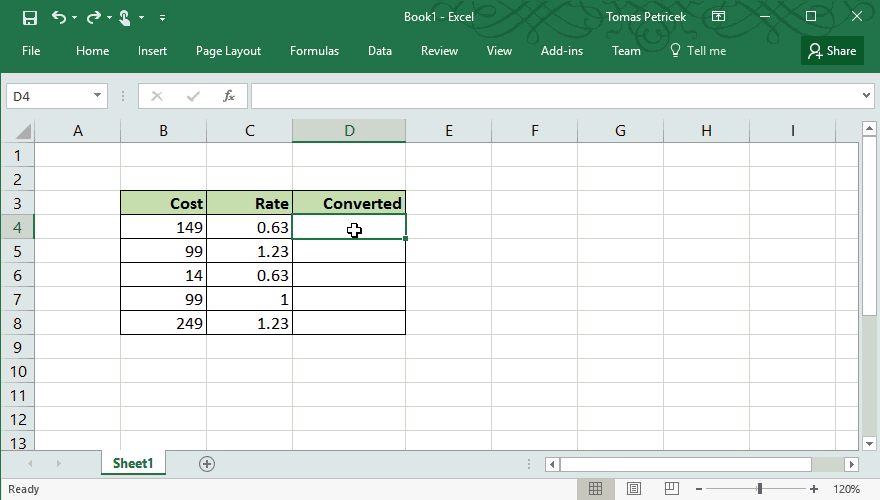 Book1 - Excel Tomas Petricek
File Home Insert Page Layout Formulas Data Review View Add-ins Team Tell me Share
D4 fx
A B C D E F G H I
1
2
3 Cost Rate Converted
4 149 0.63
5 99 1.23
6 14 0.63
7 99 1
8 249 1.23
9
10
11
12
13
Sheet1
Ready 120%